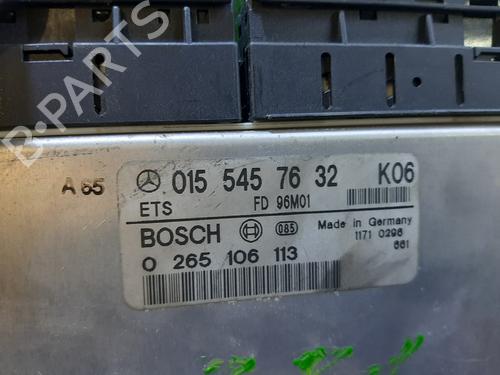 B-PARTS
A 65
015 545 76 32 K06
ETS FD 96M01
BOSCH 085 Made in Germany
0 265 106 113 1171 0296
661